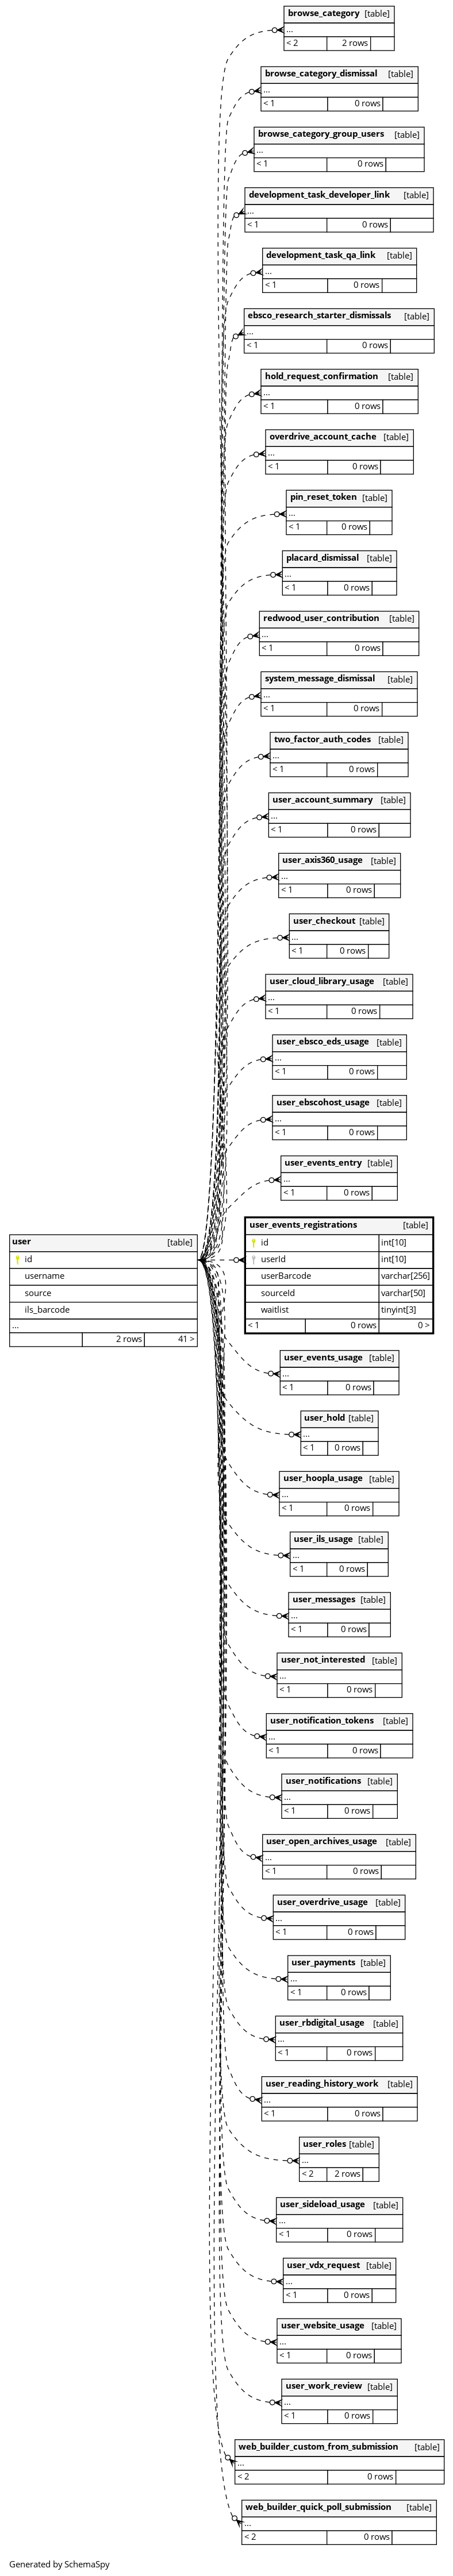 browse_category [table]
...
< 2 2 rows
browse_category_dismissal [table]
...
< 1 0 rows
browse_category_group_users [table]
...
< 1 0 rows
development_task_developer_link [table]
...
< 1 0 rows
development_task_qa_link [table]
...
< 1 0 rows
ebsco_research_starter_dismissals [table]
...
< 1 0 rows
hold_request_confirmation [table]
...
< 1 0 rows
overdrive_account_cache [table]
...
< 1 0 rows
pin_reset_token [table]
...
< 1 0 rows
placard_dismissal [table]
...
< 1 0 rows
redwood_user_contribution [table]
...
< 1 0 rows
system_message_dismissal [table]
...
< 1 0 rows
two_factor_auth_codes [table]
...
< 1 0 rows
user_account_summary [table]
...
< 1 0 rows
user_axis360_usage [table]
...
< 1 0 rows
user_checkout [table]
...
< 1 0 rows
user_cloud_library_usage [table]
...
< 1 0 rows
user_ebsco_eds_usage [table]
...
< 1 0 rows
user_ebscohost_usage [table]
...
< 1 0 rows
user_events_entry [table]
...
< 1 0 rows
user [table]
id
username
source
ils_barcode
...
2 rows 41 >
user_events_registrations [table]
id int[10]
userId int[10]
userBarcode varchar[256]
sourceId varchar[50]
waitlist tinyint[3]
< 1 0 rows 0 >
user_events_usage [table]
...
< 1 0 rows
user_hold [table]
...
< 1 0 rows
user_hoopla_usage [table]
...
< 1 0 rows
user_ils_usage [table]
...
< 1 0 rows
user_messages [table]
...
< 1 0 rows
user_not_interested [table]
...
< 1 0 rows
user_notification_tokens [table]
...
< 1 0 rows
user_notifications [table]
...
< 1 0 rows
user_open_archives_usage [table]
...
< 1 0 rows
user_overdrive_usage [table]
...
< 1 0 rows
user_payments [table]
...
< 1 0 rows
user_rbdigital_usage [table]
...
< 1 0 rows
user_reading_history_work [table]
...
< 1 0 rows
user_roles [table]
...
< 2 2 rows
user_sideload_usage [table]
...
< 1 0 rows
user_vdx_request [table]
...
< 1 0 rows
user_website_usage [table]
...
< 1 0 rows
user_work_review [table]
...
< 1 0 rows
web_builder_custom_from_submission [table]
...
< 2 0 rows
web_builder_quick_poll_submission [table]
...
< 2 0 rows
Generated by SchemaSpy